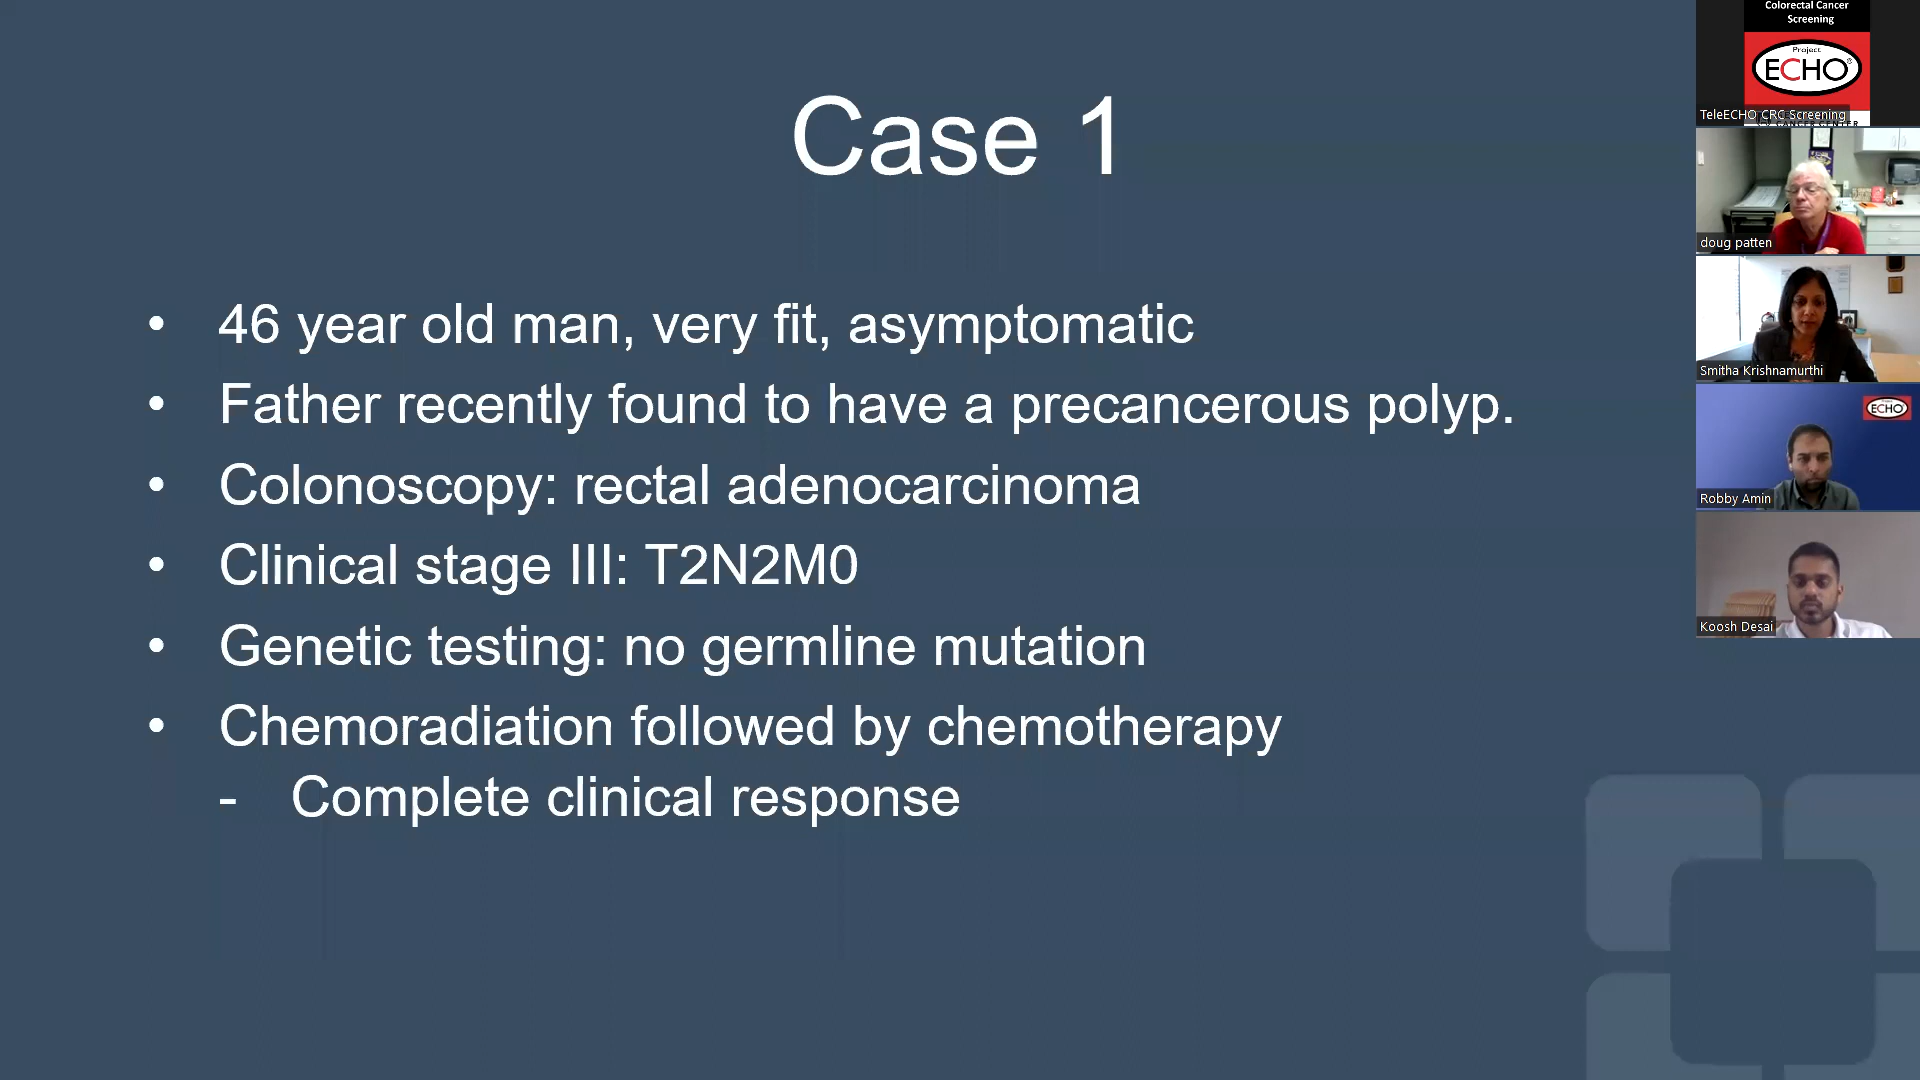 Case 1
• 46 year old man, very fit, asymptomatic
• Father recently found to have a precancerous polyp.
• Colonoscopy: rectal adenocarcinoma
• Clinical stage III: T2N2M0
• Genetic testing: no germline mutation
• Chemoradiation followed by chemotherapy
- Complete clinical response
Colorectal Cancer
Screening
Project
ECHO®
TeleECHO CRC Screening
doug patten
Smitha Krishnamurthi
ECHO
Robby Amin
Koosh Desai